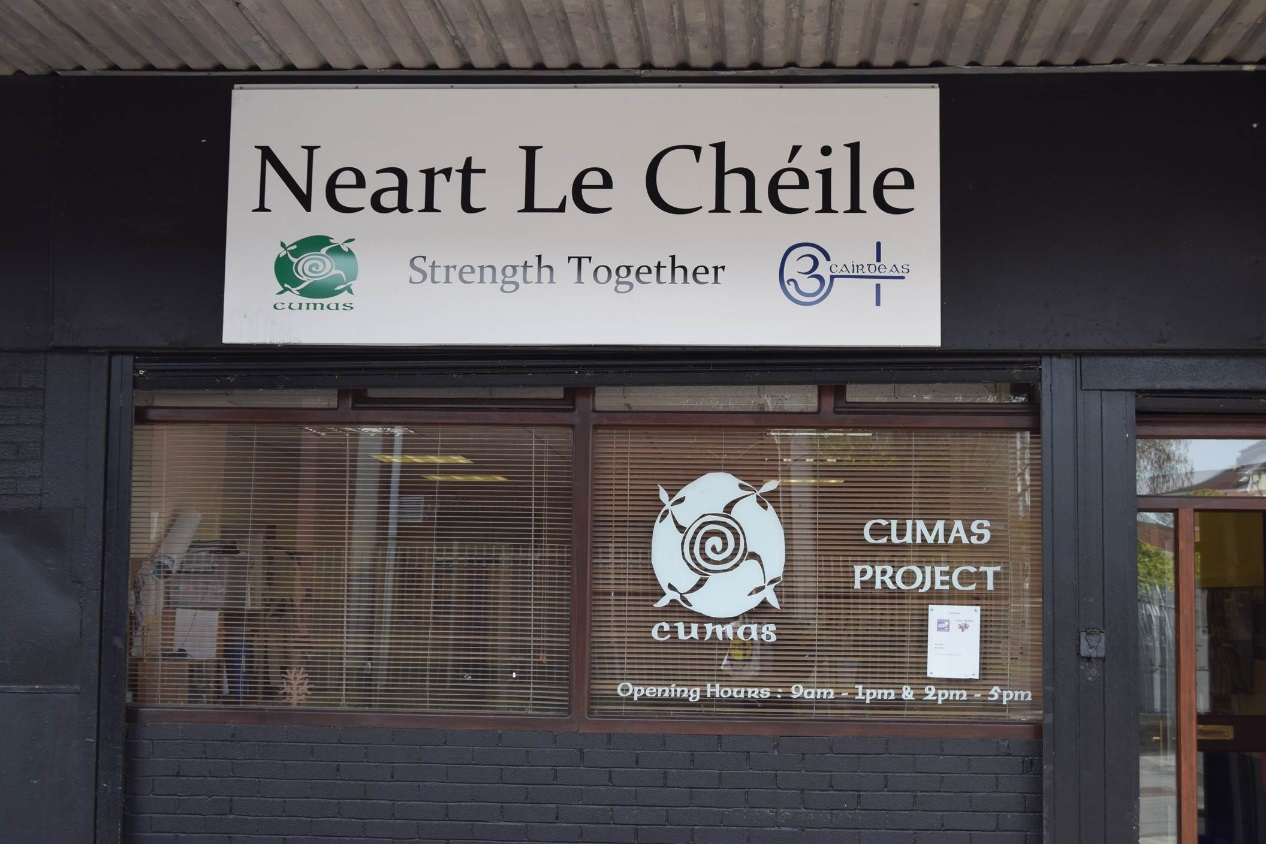 Neart Le Chéile
cumas
Strength Together
CAIRDEAS
cumas
CUMAS
PROJECT
Opening Hours : 9am - 1pm & 2pm - 5pm